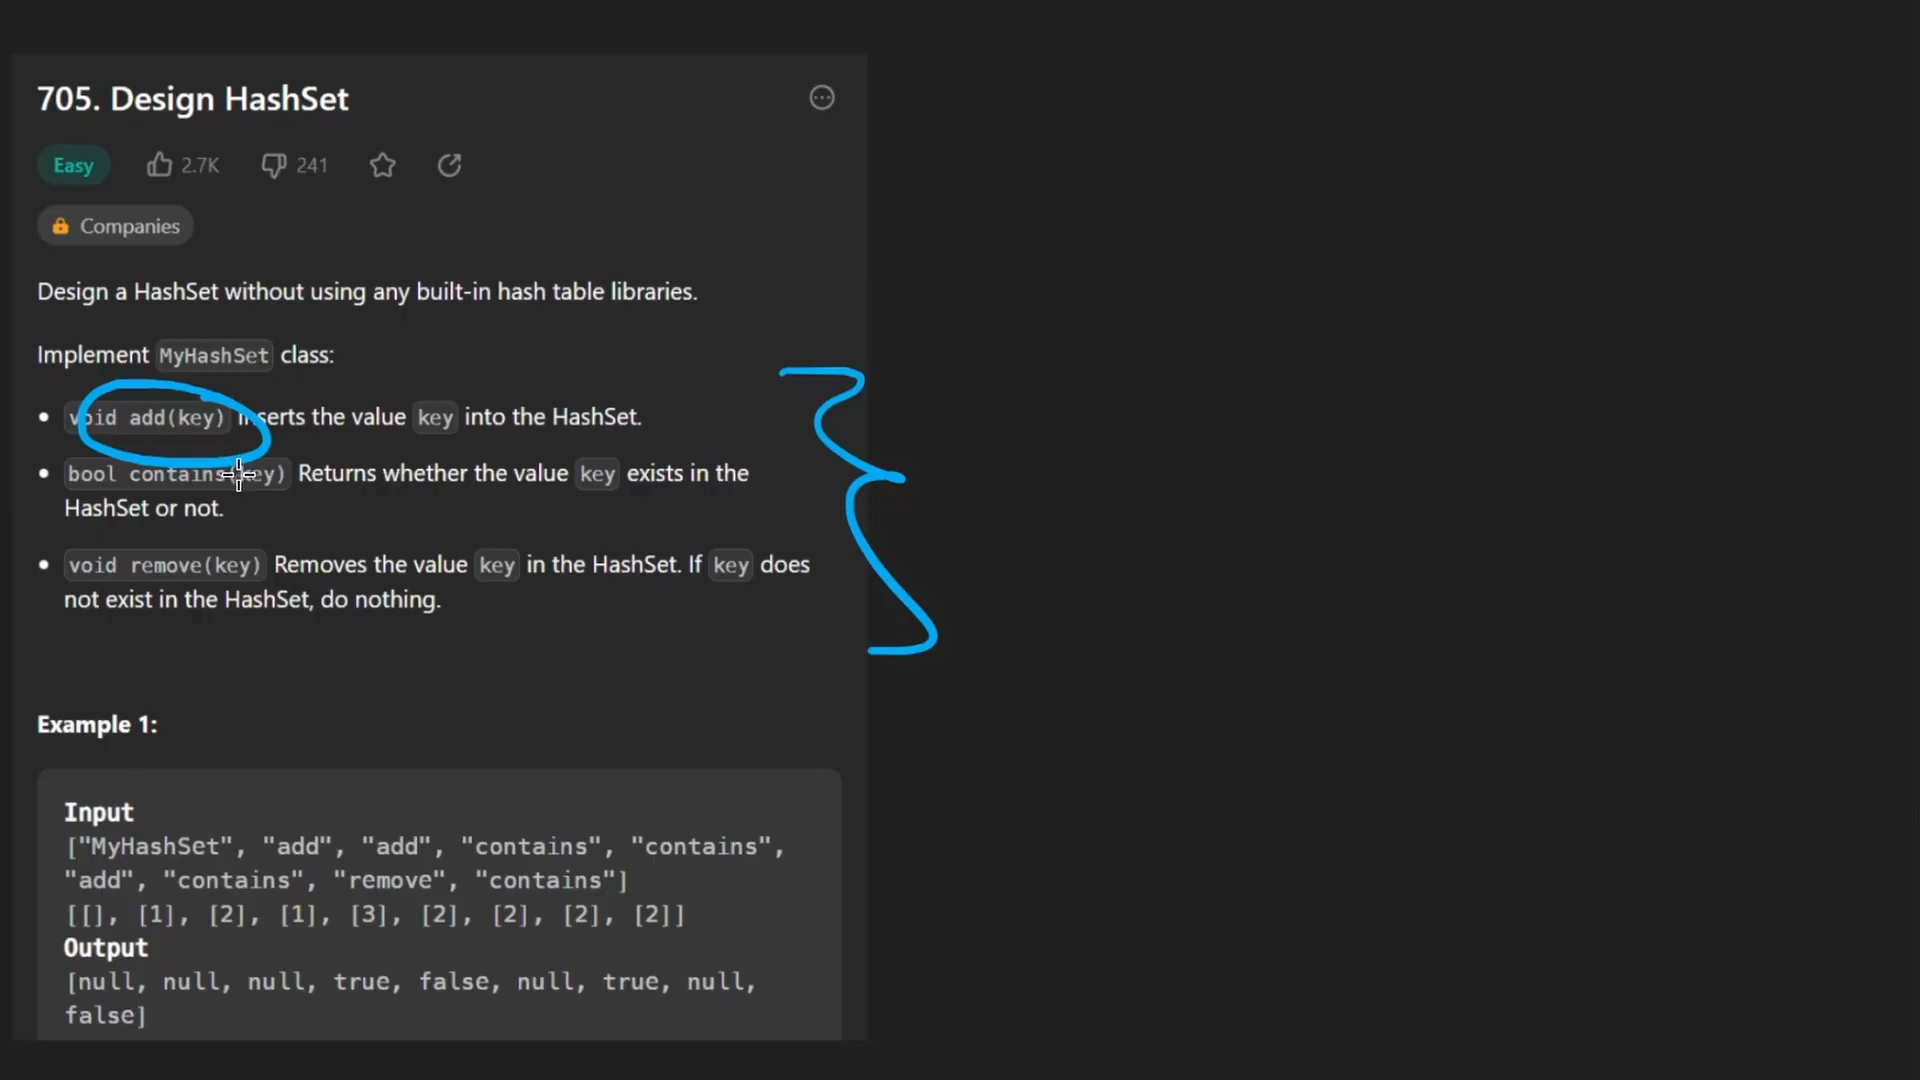 705. Design HashSet
Easy 2.7K 241
Companies
Design a HashSet without using any built-in hash table libraries.
Implement MyHashSet class:
• void add(key) Inserts the value key into the HashSet.
• bool contains(key) Returns whether the value key exists in the
HashSet or not.
• void remove(key) Removes the value key in the HashSet. If key does
not exist in the HashSet, do nothing.
Example 1:
Input
["MyHashSet", "add", "add", "contains", "contains",
"add", "contains", "remove", "contains"]
[[], [1], [2], [1], [3], [2], [2], [2], [2]]
Output
[null, null, null, true, false, null, true, null,
false]